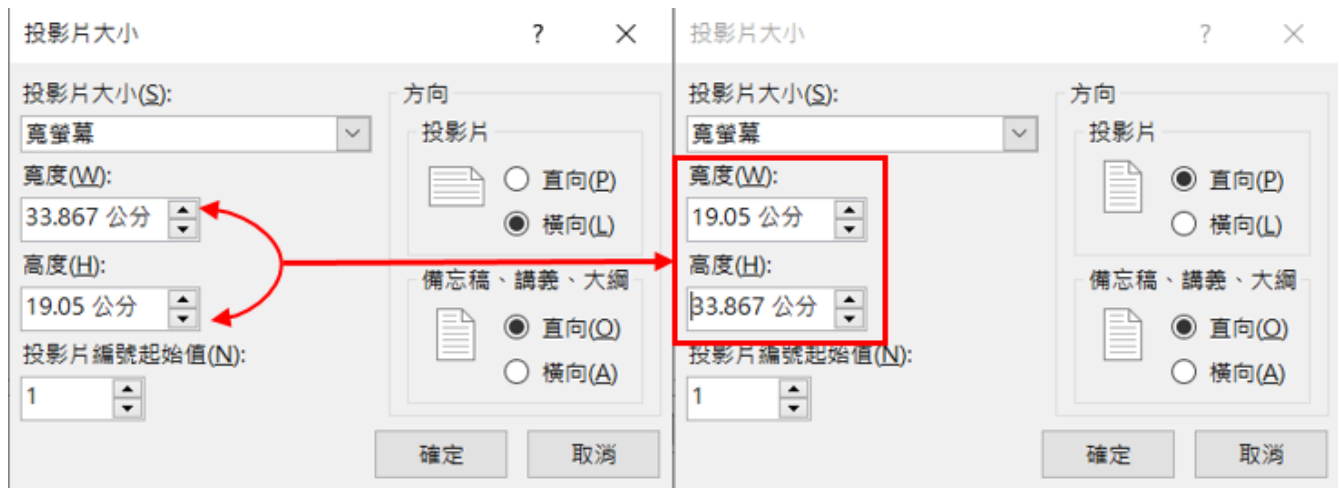 投影片大小 ? ✕
投影片大小(S):
寬螢幕
寬度(W):
33.867 公分
高度(H):
19.05 公分
投影片編號起始值(N):
1
方向
投影片
直向(P)
橫向(L)
備忘稿、講義、大綱
直向(O)
橫向(A)
確定 取消
投影片大小 ? ✕
投影片大小(S):
寬螢幕
寬度(W):
19.05 公分
高度(H):
33.867 公分
投影片編號起始值(N):
1
方向
投影片
直向(P)
橫向(L)
備忘稿、講義、大綱
直向(O)
橫向(A)
確定 取消